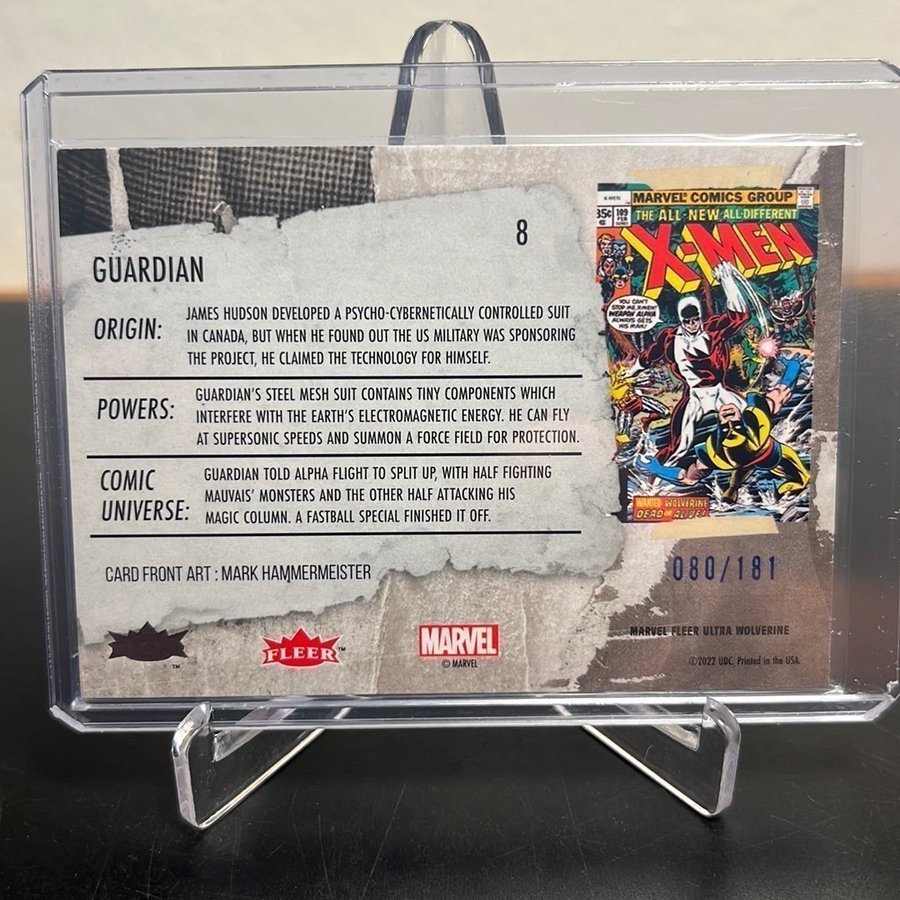 8
GUARDIAN
ORIGIN:
JAMES HUDSON DEVELOPED A PSYCHO-CYBERNETICALLY CONTROLLED SUIT
IN CANADA, BUT WHEN HE FOUND OUT THE US MILITARY WAS SPONSORING
THE PROJECT, HE CLAIMED THE TECHNOLOGY FOR HIMSELF.
POWERS:
GUARDIAN'S STEEL MESH SUIT CONTAINS TINY COMPONENTS WHICH
INTERFERE WITH THE EARTH'S ELECTROMAGNETIC ENERGY. HE CAN FLY
AT SUPERSONIC SPEEDS AND SUMMON A FORCE FIELD FOR PROTECTION.
COMIC
UNIVERSE:
GUARDIAN TOLD ALPHA FLIGHT TO SPLIT UP, WITH HALF FIGHTING
MAUVAIS' MONSTERS AND THE OTHER HALF ATTACKING HIS
MAGIC COLUMN. A FASTBALL SPECIAL FINISHED IT OFF.
CARD FRONT ART : MARK HAMMERMEISTER
™
FLEER™
MARVEL
© MARVEL
X-MEN
MARVEL COMICS GROUP
35¢
109
FEB
THE ALL-NEW ALL-DIFFERENT
X-MEN
YOU CAN'T
STOP ME, X-MEN!
WEAPON ALPHA
ALWAYS GETS
HIS MAN!
WANTED: WOLVERINE
DEAD OR ALIVE!
080/181
MARVEL FLEER ULTRA WOLVERINE
©2022 UDC. Printed in the USA.